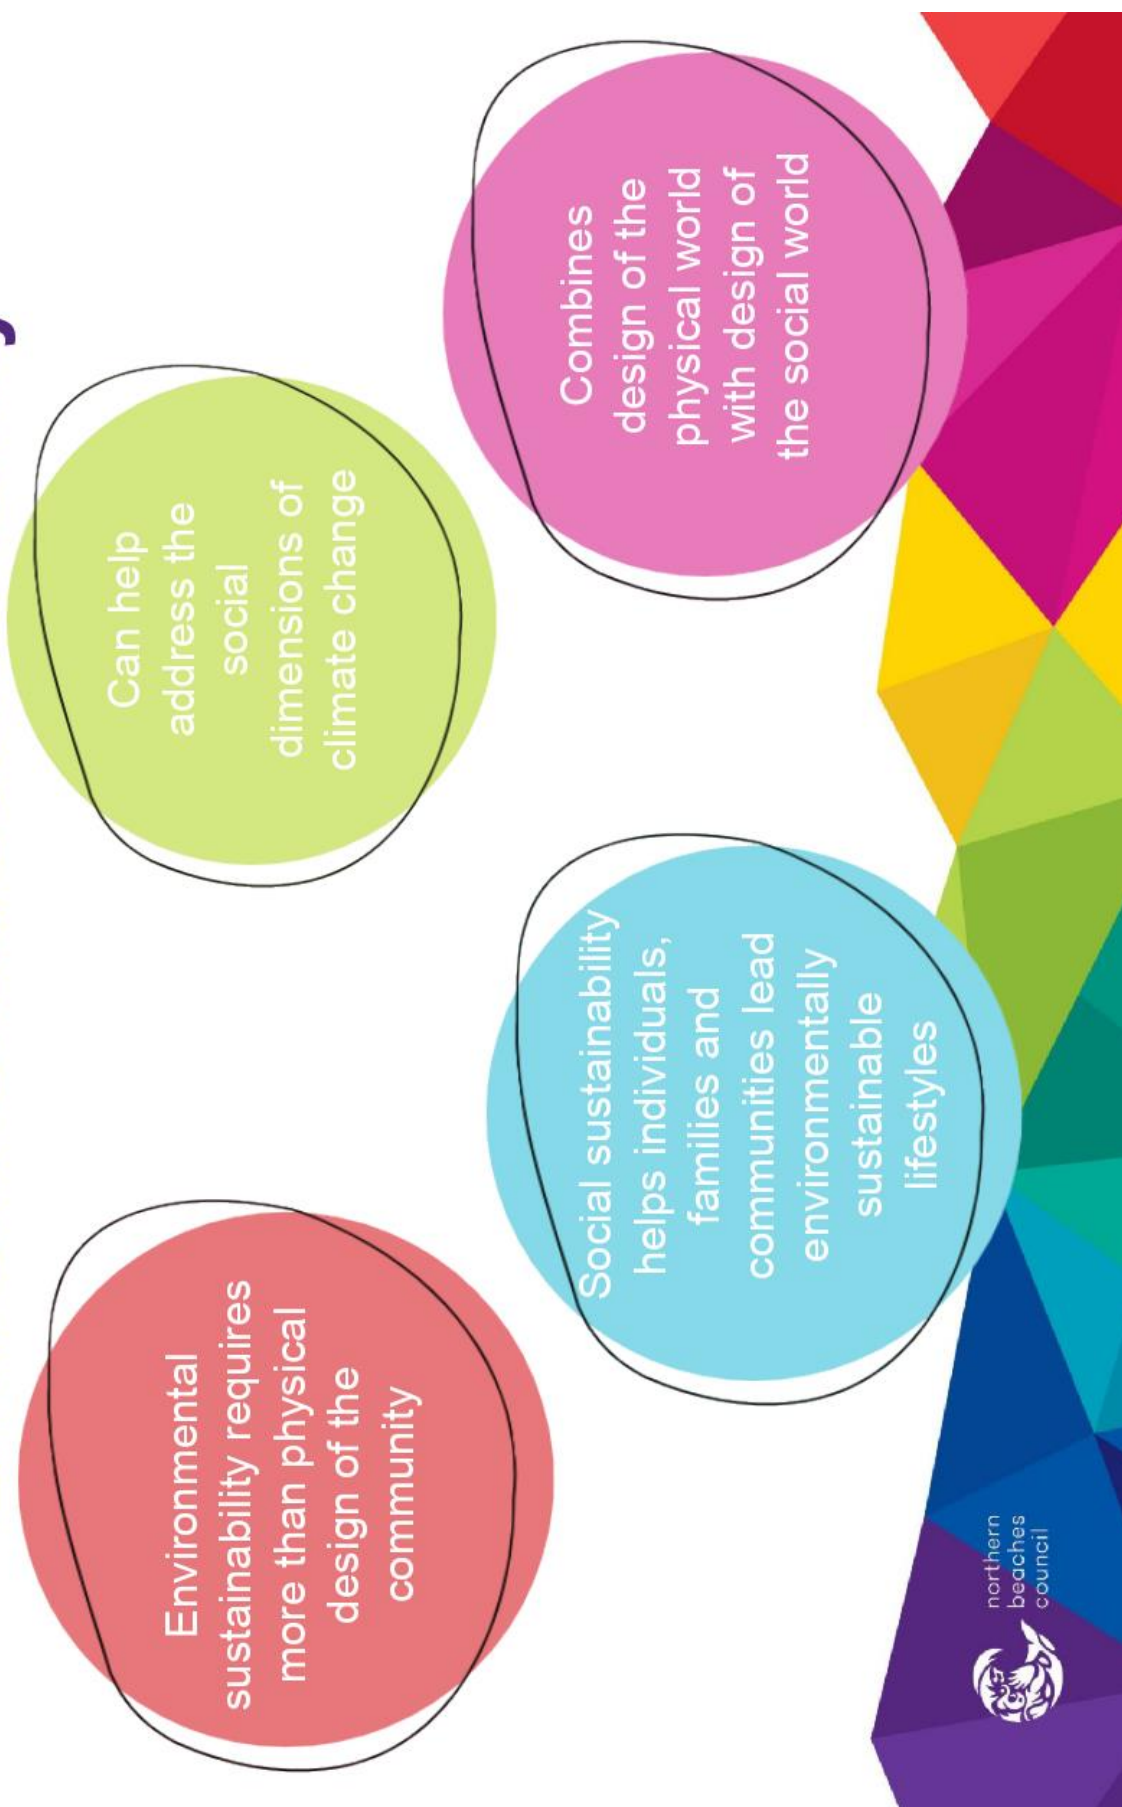 Environmental
sustainability requires
more than physical
design of the
community
Social sustainability
helps individuals,
families and
communities lead
environmentally
sustainable
lifestyles
Can help
address the
social
dimensions of
climate change
Combines
design of the
physical world
with design of
the social world
northern
beaches
council